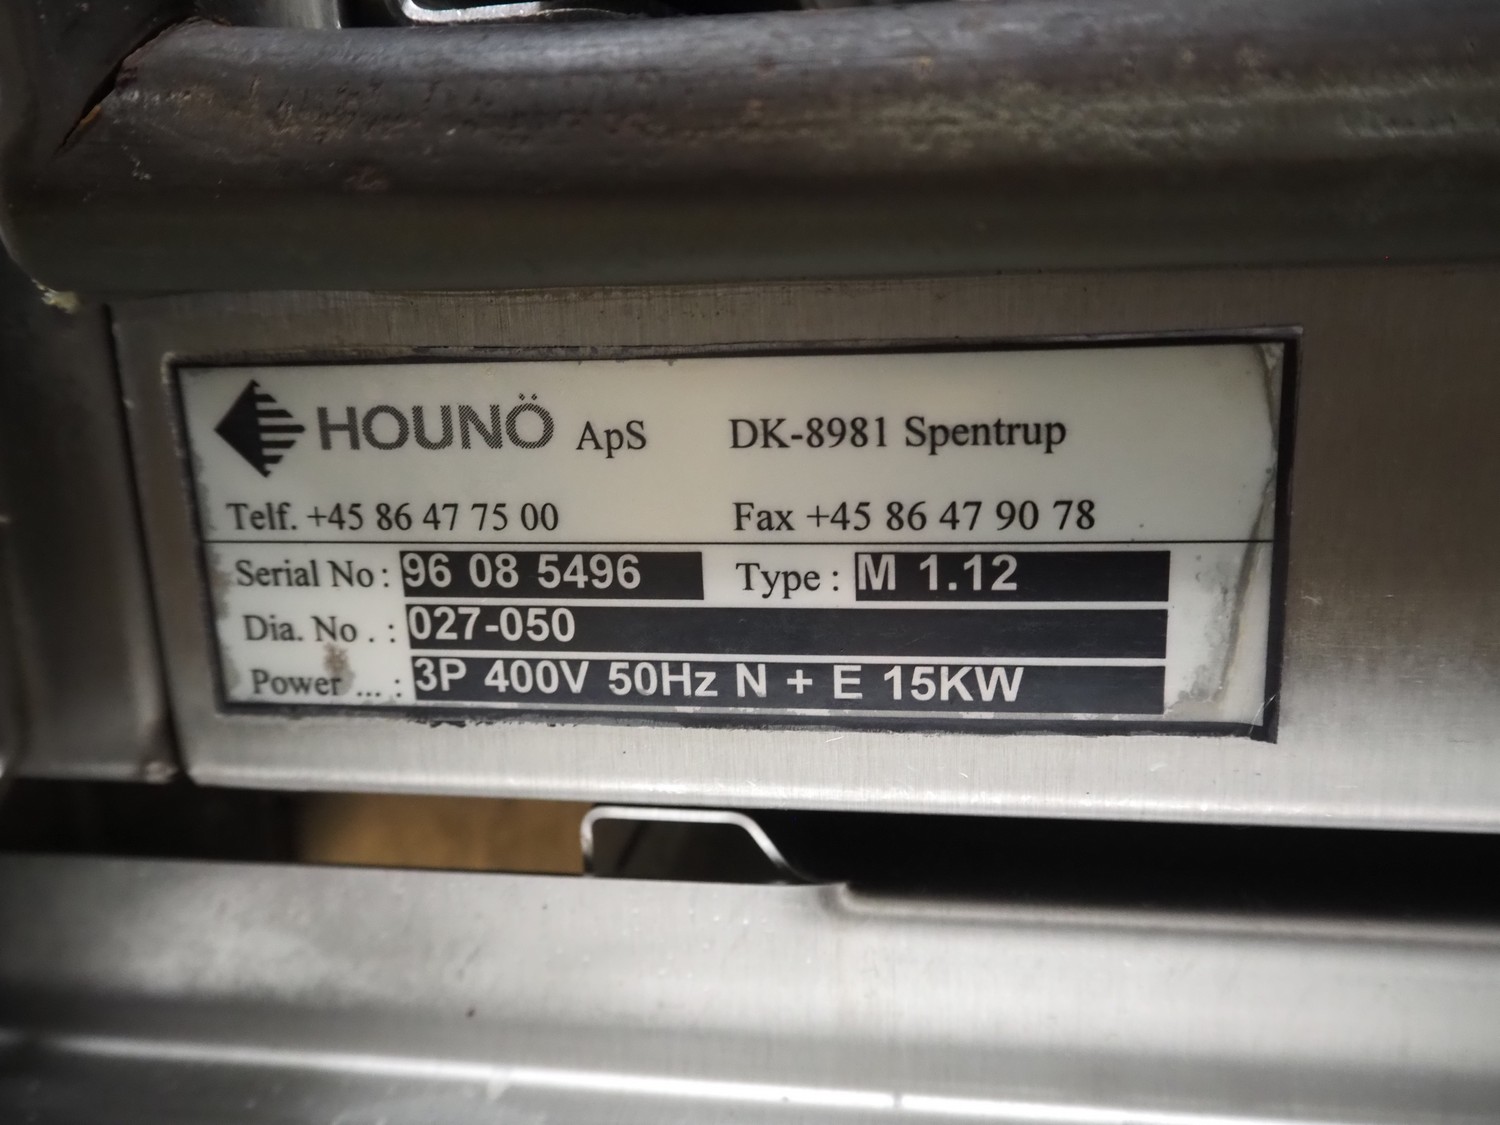 HOUNÖ ApS DK-8981 Spentrup
Telf. +45 86 47 75 00 Fax +45 86 47 90 78
Serial No: 96 08 5496 Type : M 1.12
Dia. No . : 027-050
Power ... : 3P 400V 50Hz N + E 15KW